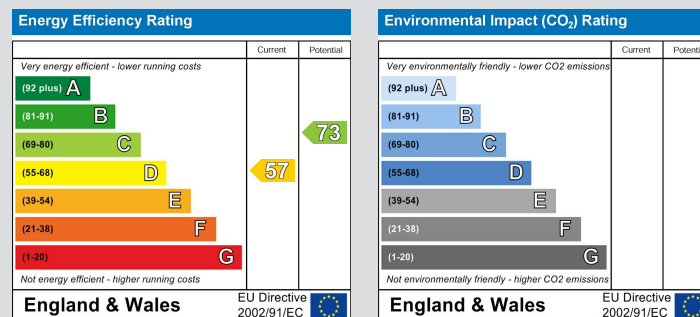 Energy Efficiency Rating
Current Potential
Very energy efficient - lower running costs
(92 plus) A
(81-91) B
(69-80) C
73
(55-68) D
57
(39-54) E
(21-38) F
(1-20) G
Not energy efficient - higher running costs
England & Wales
EU Directive
2002/91/EC
Environmental Impact (CO2) Rating
Current Potenti
Very environmentally friendly - lower CO2 emissions
(92 plus) A
(81-91) B
(69-80) C
(55-68) D
(39-54) E
(21-38) F
(1-20) G
Not environmentally friendly - higher CO2 emissions
England & Wales
EU Directive
2002/91/EC